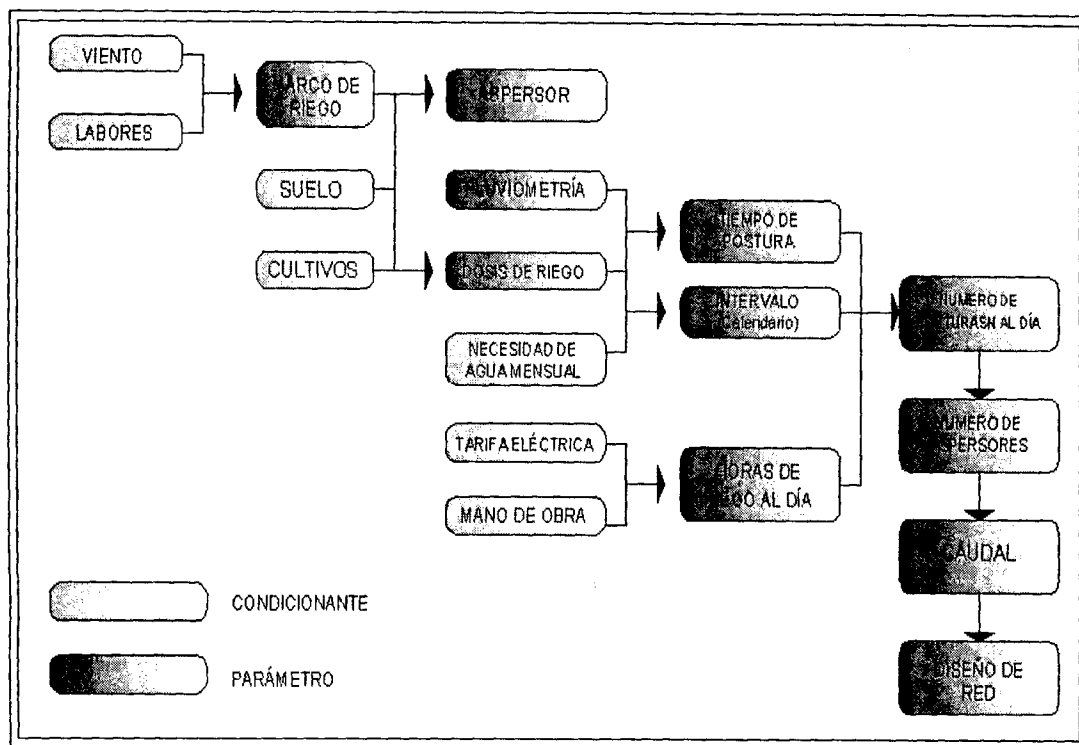 VIENTO
LABORES
MARCO DE
RIEGO
SUELO
CULTIVOS
ASPERSOR
PLUVIOMETRÍA
DOSIS DE RIEGO
NECESIDAD DE
AGUA MENSUAL
TARIFA ELÉCTRICA
MANO DE OBRA
TIEMPO DE
POSTURA
INTERVALO
(Calendario)
HORAS DE
RIEGO AL DÍA
NUMERO DE
AL DÍA
NUMERO DE
ASPERSORES
CAUDAL
DISEÑO DE
RED
CONDICIONANTE
PARÁMETRO